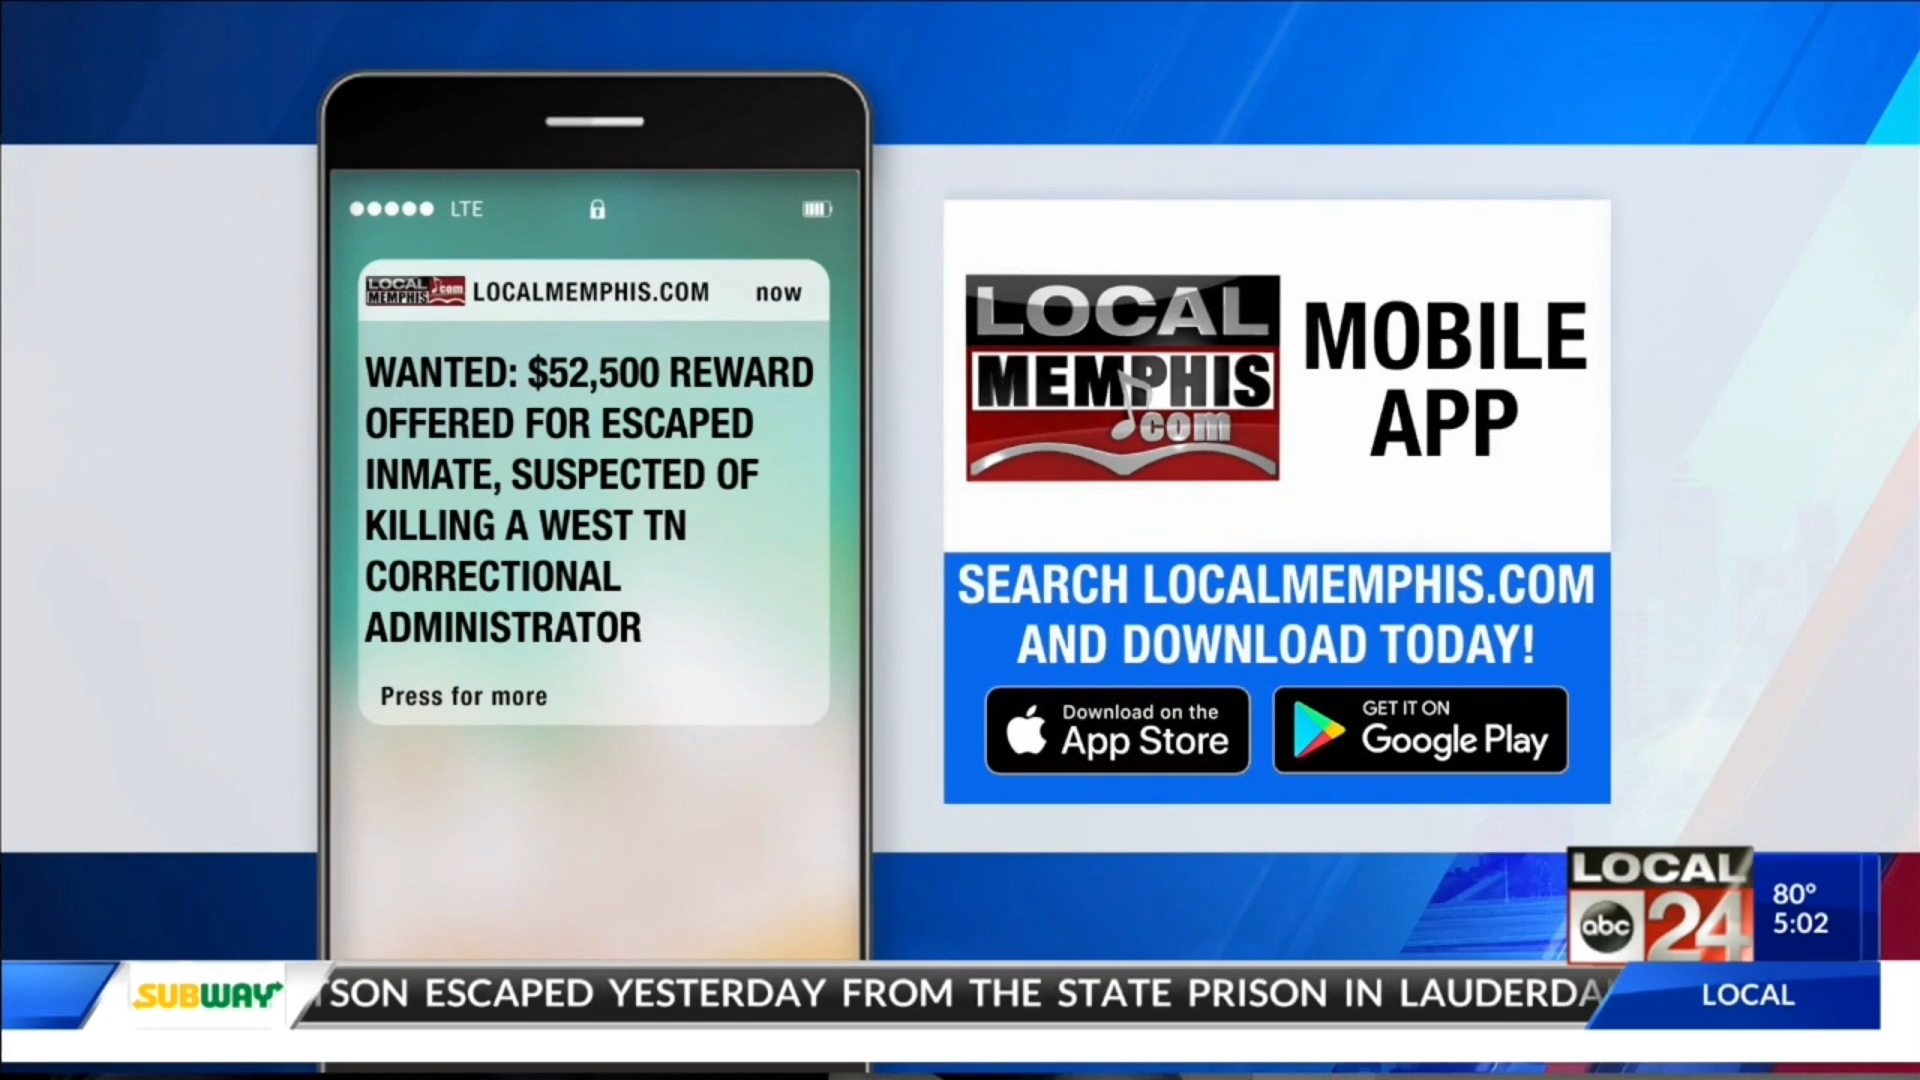 LTE
LOCAL
MEMPHIS .com
LOCALMEMPHIS.COM now
WANTED: $52,500 REWARD
OFFERED FOR ESCAPED
INMATE, SUSPECTED OF
KILLING A WEST TN
CORRECTIONAL
ADMINISTRATOR
Press for more
LOCAL
MEMPHIS
.com
MOBILE
APP
SEARCH LOCALMEMPHIS.COM
AND DOWNLOAD TODAY!
Download on the
App Store
GET IT ON
Google Play
LOCAL
abc 24
80°
5:02
SUBWAY
TSON ESCAPED YESTERDAY FROM THE STATE PRISON IN LAUDERDA
LOCAL